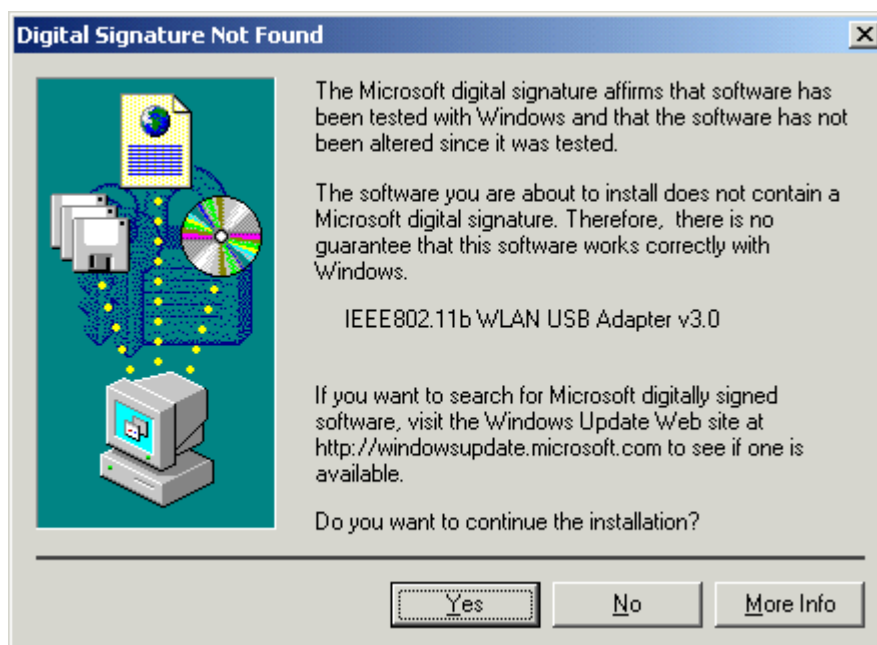 Digital Signature Not Found
The Microsoft digital signature affirms that software has
been tested with Windows and that the software has not
been altered since it was tested.
The software you are about to install does not contain a
Microsoft digital signature. Therefore,  there is no
guarantee that this software works correctly with
Windows.
IEEE802.11b WLAN USB Adapter v3.0
If you want to search for Microsoft digitally signed
software, visit the Windows Update Web site at
http://windowsupdate.microsoft.com to see if one is
available.
Do you want to continue the installation?
Yes
No
More Info